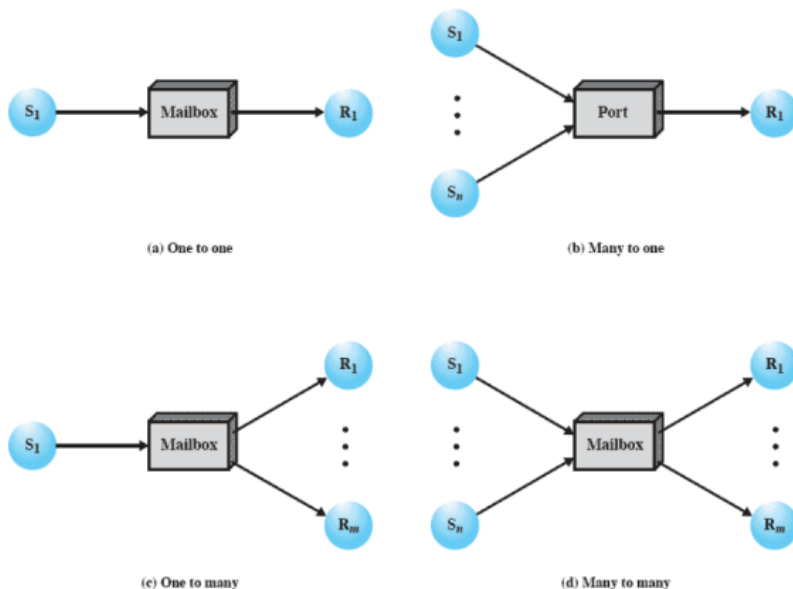 S1
Mailbox
R1
(a) One to one
S1
Sn
Port
R1
(b) Many to one
S1
Mailbox
R1
Rm
(c) One to many
S1
Sn
Mailbox
R1
Rm
(d) Many to many